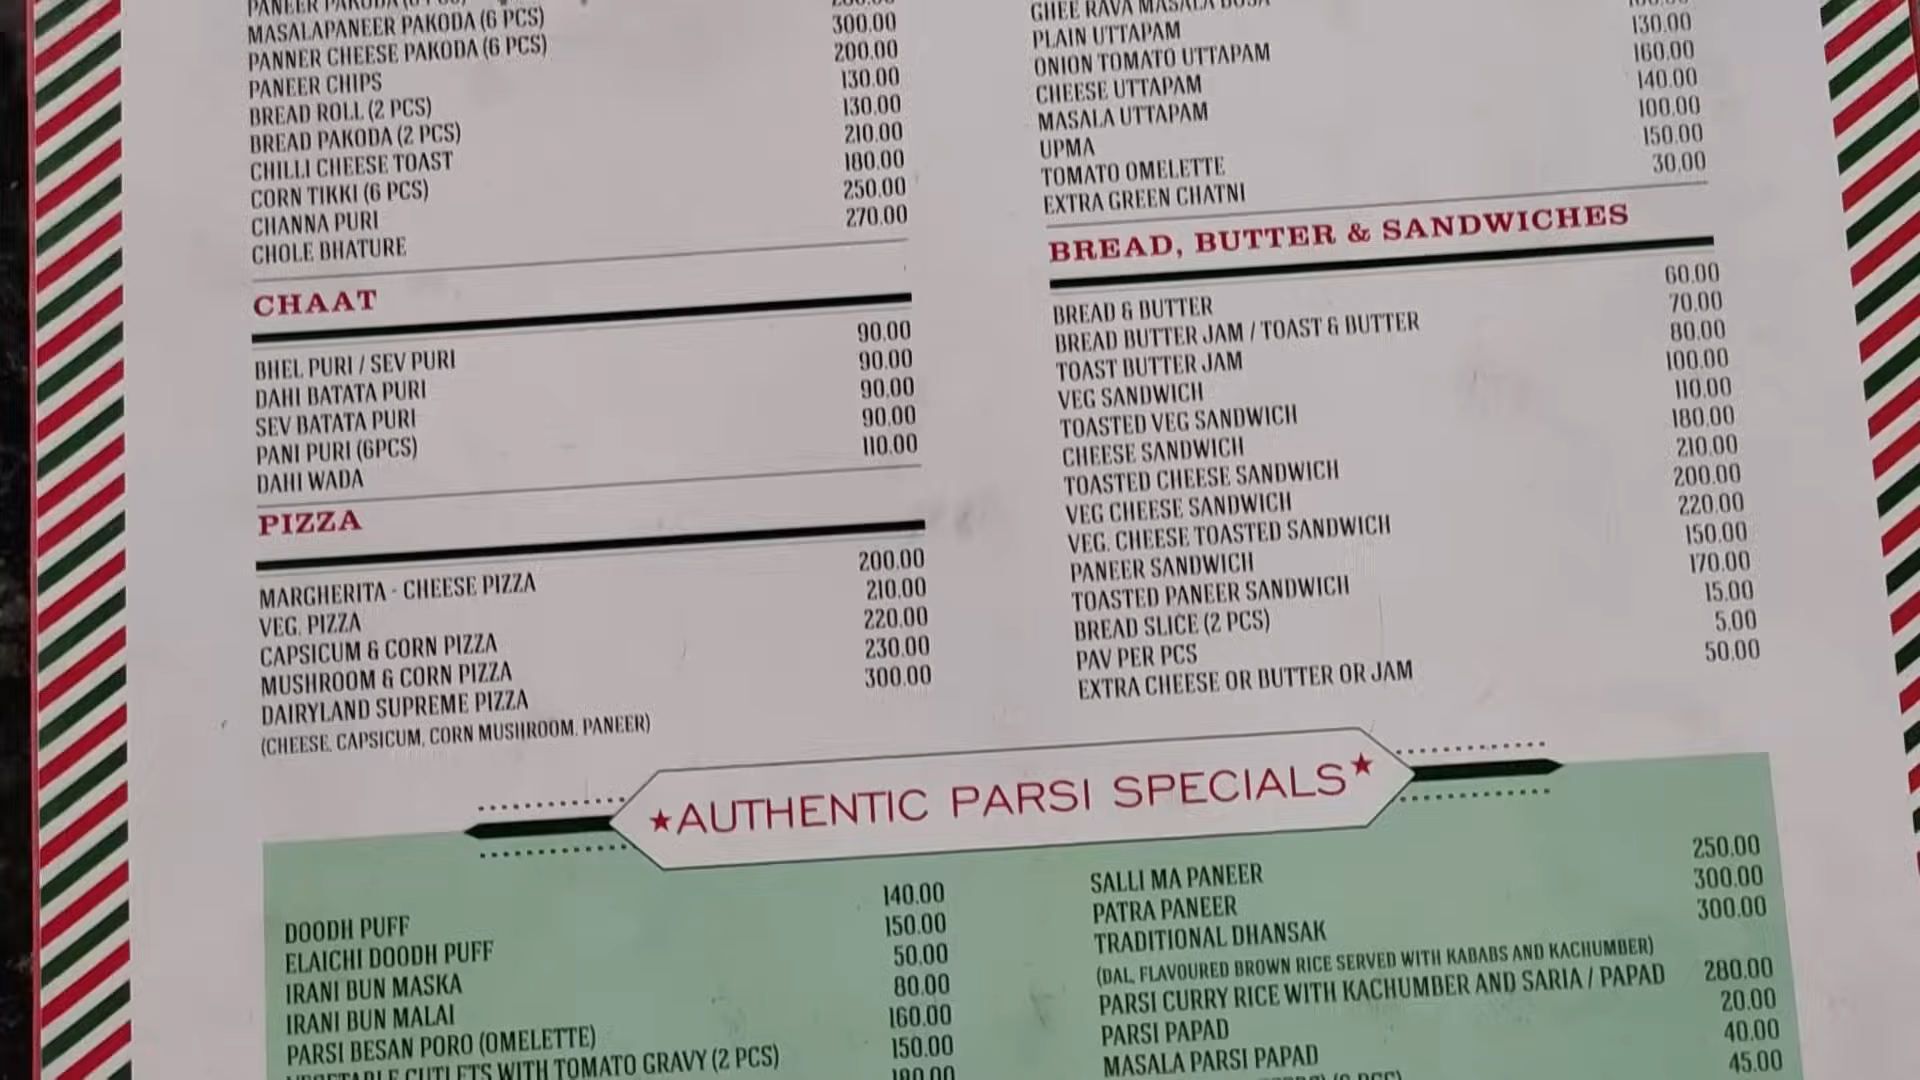 MASALAPANEER PAKODA (6 PCS)
PANNER CHEESE PAKODA (6 PCS) 300.00
PANEER CHIPS 200.00
BREAD ROLL (2 PCS) 130.00
BREAD PAKODA (2 PCS) 130.00
CHILLI CHEESE TOAST 210.00
CORN TIKKI (6 PCS) 180.00
CHANNA PURI 250.00
CHOLE BHATURE 270.00
CHAAT
BHEL PURI / SEV PURI 90.00
DAHI BATATA PURI 90.00
SEV BATATA PURI 90.00
PANI PURI (6PCS) 90.00
DAHI WADA 110.00
PIZZA
MARGHERITA - CHEESE PIZZA 200.00
VEG. PIZZA 210.00
CAPSICUM & CORN PIZZA 220.00
MUSHROOM & CORN PIZZA 230.00
DAIRYLAND SUPREME PIZZA 300.00
(CHEESE, CAPSICUM, CORN MUSHROOM, PANEER)
GHEE RAVA MASALA DOSA
PLAIN UTTAPAM
ONION TOMATO UTTAPAM 130.00
CHEESE UTTAPAM 160.00
MASALA UTTAPAM 140.00
UPMA 100.00
TOMATO OMELETTE 150.00
EXTRA GREEN CHATNI 30.00
BREAD, BUTTER & SANDWICHES
BREAD & BUTTER 60.00
BREAD BUTTER JAM / TOAST & BUTTER 70.00
TOAST BUTTER JAM 80.00
VEG SANDWICH 100.00
TOASTED VEG SANDWICH 110.00
CHEESE SANDWICH 180.00
TOASTED CHEESE SANDWICH 210.00
VEG CHEESE SANDWICH 200.00
VEG. CHEESE TOASTED SANDWICH 220.00
PANEER SANDWICH 150.00
TOASTED PANEER SANDWICH 170.00
BREAD SLICE (2 PCS) 15.00
PAV PER PCS 5.00
EXTRA CHEESE OR BUTTER OR JAM 50.00
★AUTHENTIC PARSI SPECIALS★
DOODH PUFF 140.00
ELAICHI DOODH PUFF 150.00
IRANI BUN MASKA 50.00
IRANI BUN MALAI 80.00
PARSI BESAN PORO (OMELETTE) 160.00
VEGETABLE CUTLETS WITH TOMATO GRAVY (2 PCS) 150.00
SALLI MA PANEER 250.00
PATRA PANEER 300.00
TRADITIONAL DHANSAK 300.00
(DAL, FLAVOURED BROWN RICE SERVED WITH KABABS AND KACHUMBER)
PARSI CURRY RICE WITH KACHUMBER AND SARIA / PAPAD 280.00
PARSI PAPAD 20.00
MASALA PARSI PAPAD 40.00
45.00